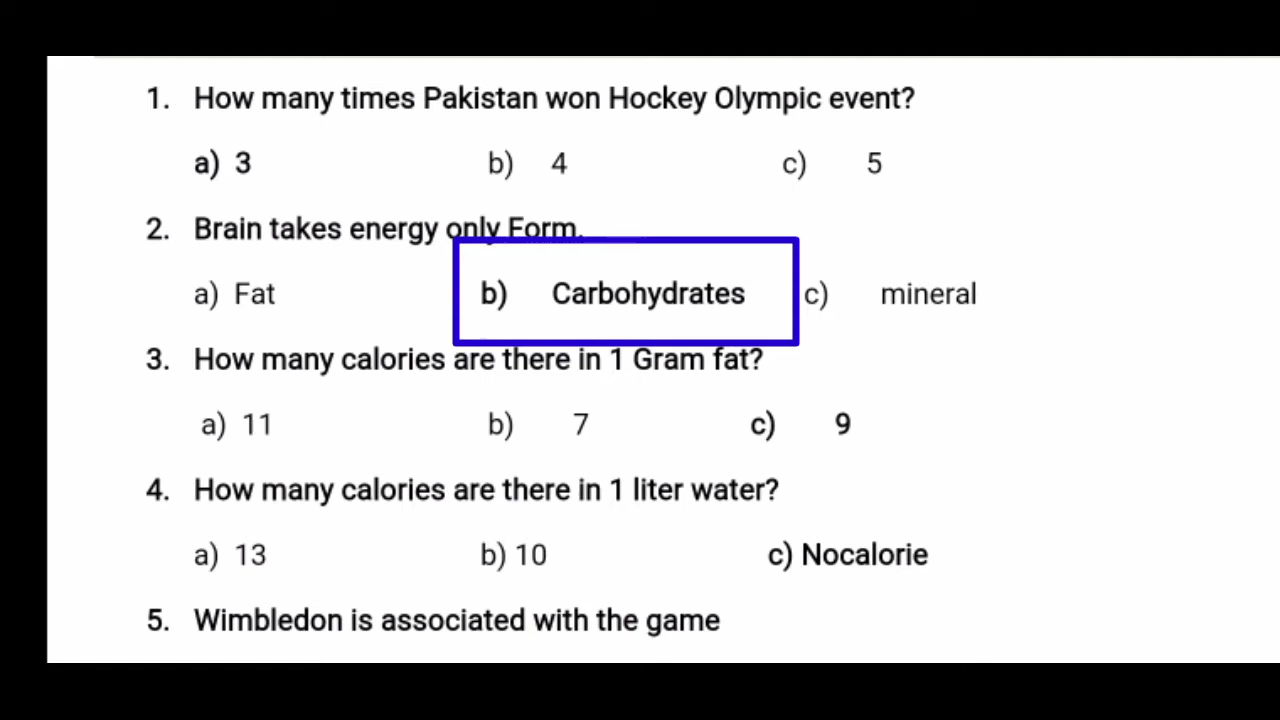 1. How many times Pakistan won Hockey Olympic event?
a) 3 b) 4 c) 5
2. Brain takes energy only Form.
a) Fat b) Carbohydrates c) mineral
3. How many calories are there in 1 Gram fat?
a) 11 b) 7 c) 9
4. How many calories are there in 1 liter water?
a) 13 b) 10 c) Nocalorie
5. Wimbledon is associated with the game